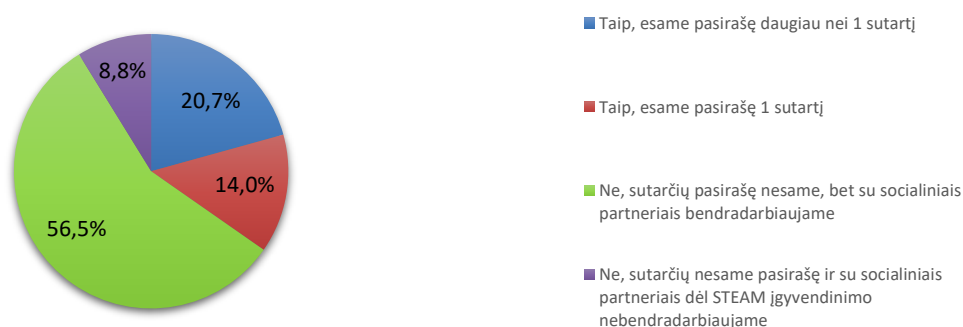 8,8%
20,7%
14,0%
56,5%
Taip, esame pasirašę daugiau nei 1 sutartį
Taip, esame pasirašę 1 sutartį
Ne, sutarčių pasirašę nesame, bet su socialiniais
partneriais bendradarbiaujame
Ne, sutarčių nesame pasirašę ir su socialiniais
partneriais dėl STEAM įgyvendinimo
nebendradarbiaujame